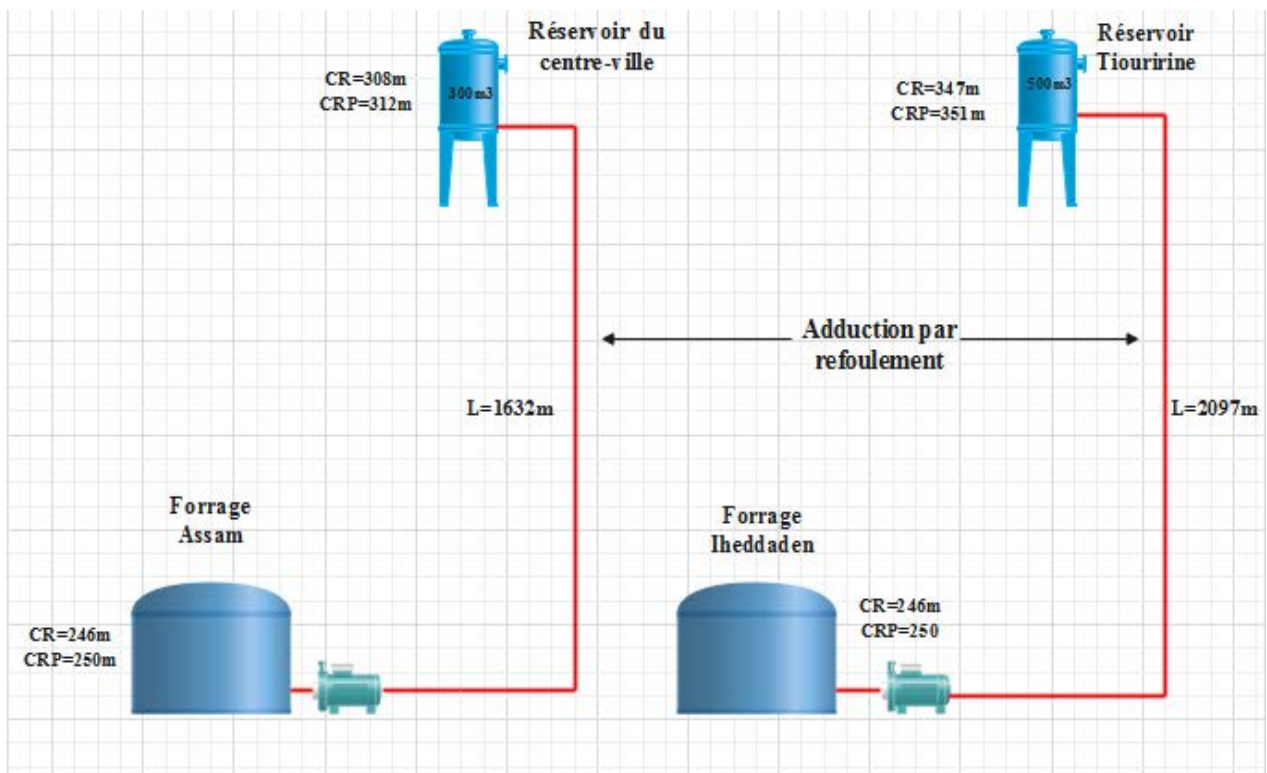 Réservoir du
centre-ville
CR=308m
CRP=312m
300m3
Réservoir
Tiouririne
CR=347m
CRP=351m
500m3
Adduction par
refoulement
L=1632m
L=2097m
Forrage
Assam
CR=246m
CRP=250m
Forrage
Iheddaden
CR=246m
CRP=250